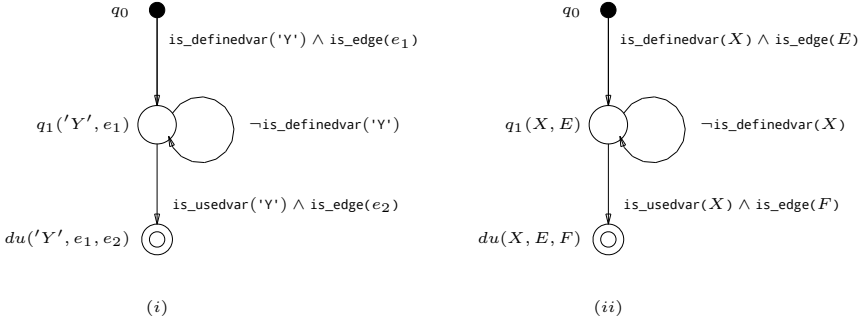 q0
is_definedvar('Y') ∧ is_edge(e1)
q1('Y', e1)
¬is_definedvar('Y')
is_usedvar('Y') ∧ is_edge(e2)
du('Y', e1, e2)
(i)
q0
is_definedvar(X) ∧ is_edge(E)
q1(X, E)
¬is_definedvar(X)
is_usedvar(X) ∧ is_edge(F)
du(X, E, F)
(ii)